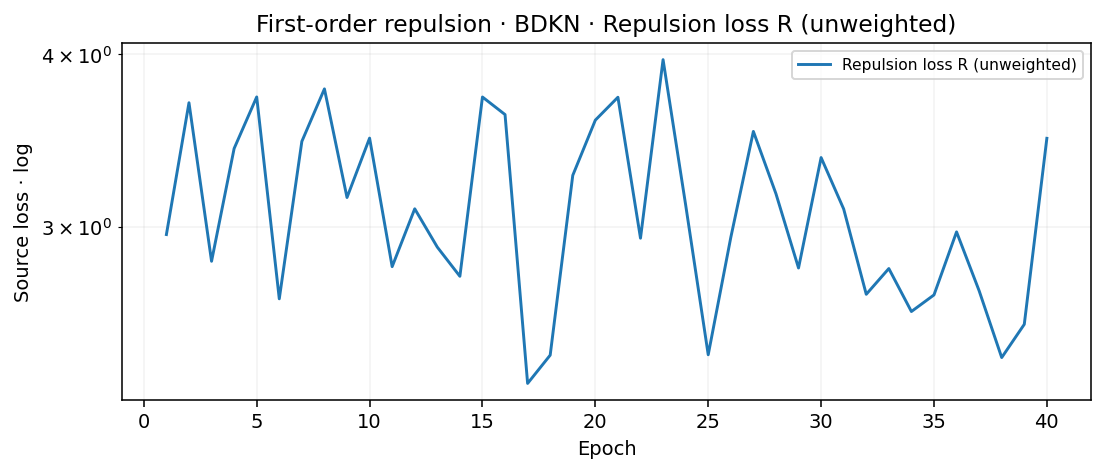 First-order repulsion · BDKN · Repulsion loss R (unweighted)
Repulsion loss R (unweighted)
4 × 10⁰
3 × 10⁰
Source loss · log
0 5 10 15 20 25 30 35 40
Epoch